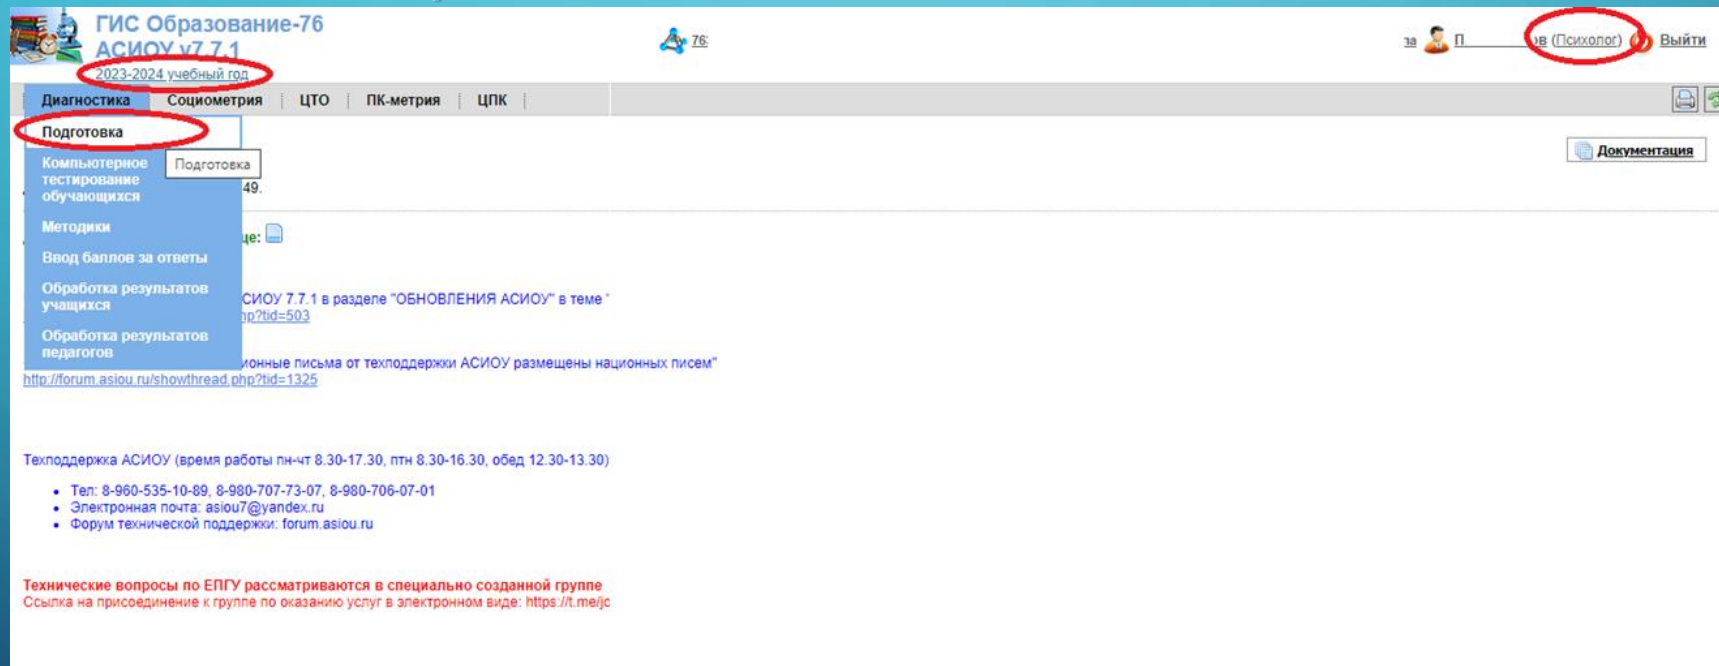 ГИС Образование-76
АСИОУ v7.7.1
2023-2024 учебный год
76:
за П ов (Психолог) Выйти
Диагностика Социометрия ЦТО ПК-метрия ЦПК
Подготовка
Подготовка
Документация
Компьютерное
тестирование
обучающихся
49.
Методики
це:
Ввод баллов за ответы
Обработка результатов
учащихся
СИОУ 7.7.1 в разделе "ОБНОВЛЕНИЯ АСИОУ" в теме "
hp?tid=503
Обработка результатов
педагогов
ионные письма от техподдержки АСИОУ размещены национных писем"
http://forum.asiou.ru/showthread.php?tid=1325
Техподдержка АСИОУ (время работы пн-чт 8.30-17.30, птн 8.30-16.30, обед 12.30-13.30)
• Тел: 8-960-535-10-89, 8-980-707-73-07, 8-980-706-07-01
• Электронная почта: asiou7@yandex.ru
• Форум технической поддержки: forum.asiou.ru
Технические вопросы по ЕПГУ рассматриваются в специально созданной группе
Ссылка на присоединение к группе по оказанию услуг в электронном виде: https://t.me/jc